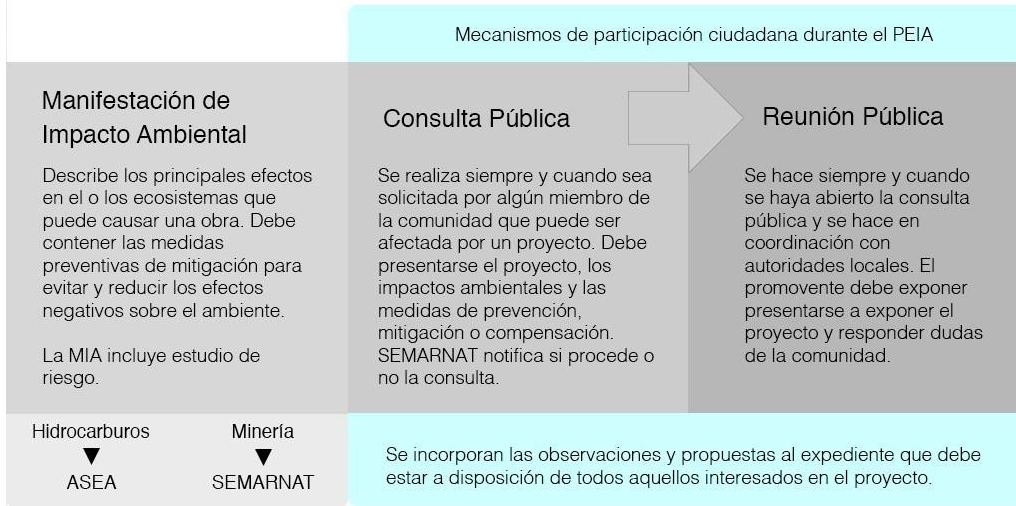 Mecanismos de participación ciudadana durante el PEIA
Manifestación de
Impacto Ambiental
Describe los principales efectos
en el o los ecosistemas que
puede causar una obra. Debe
contener las medidas
preventivas de mitigación para
evitar y reducir los efectos
negativos sobre el ambiente.
La MIA incluye estudio de
riesgo.
Hidrocarburos
ASEA
Minería
SEMARNAT
Consulta Pública
Se realiza siempre y cuando sea
solicitada por algún miembro de
la comunidad que puede ser
afectada por un proyecto. Debe
presentarse el proyecto, los
impactos ambientales y las
medidas de prevención,
mitigación o compensación.
SEMARNAT notifica si procede o
no la consulta.
Reunión Pública
Se hace siempre y cuando
se haya abierto la consulta
pública y se hace en
coordinación con
autoridades locales. El
promovente debe exponer
presentarse a exponer el
proyecto y responder dudas
de la comunidad.
Se incorporan las observaciones y propuestas al expediente que debe
estar a disposición de todos aquellos interesados en el proyecto.